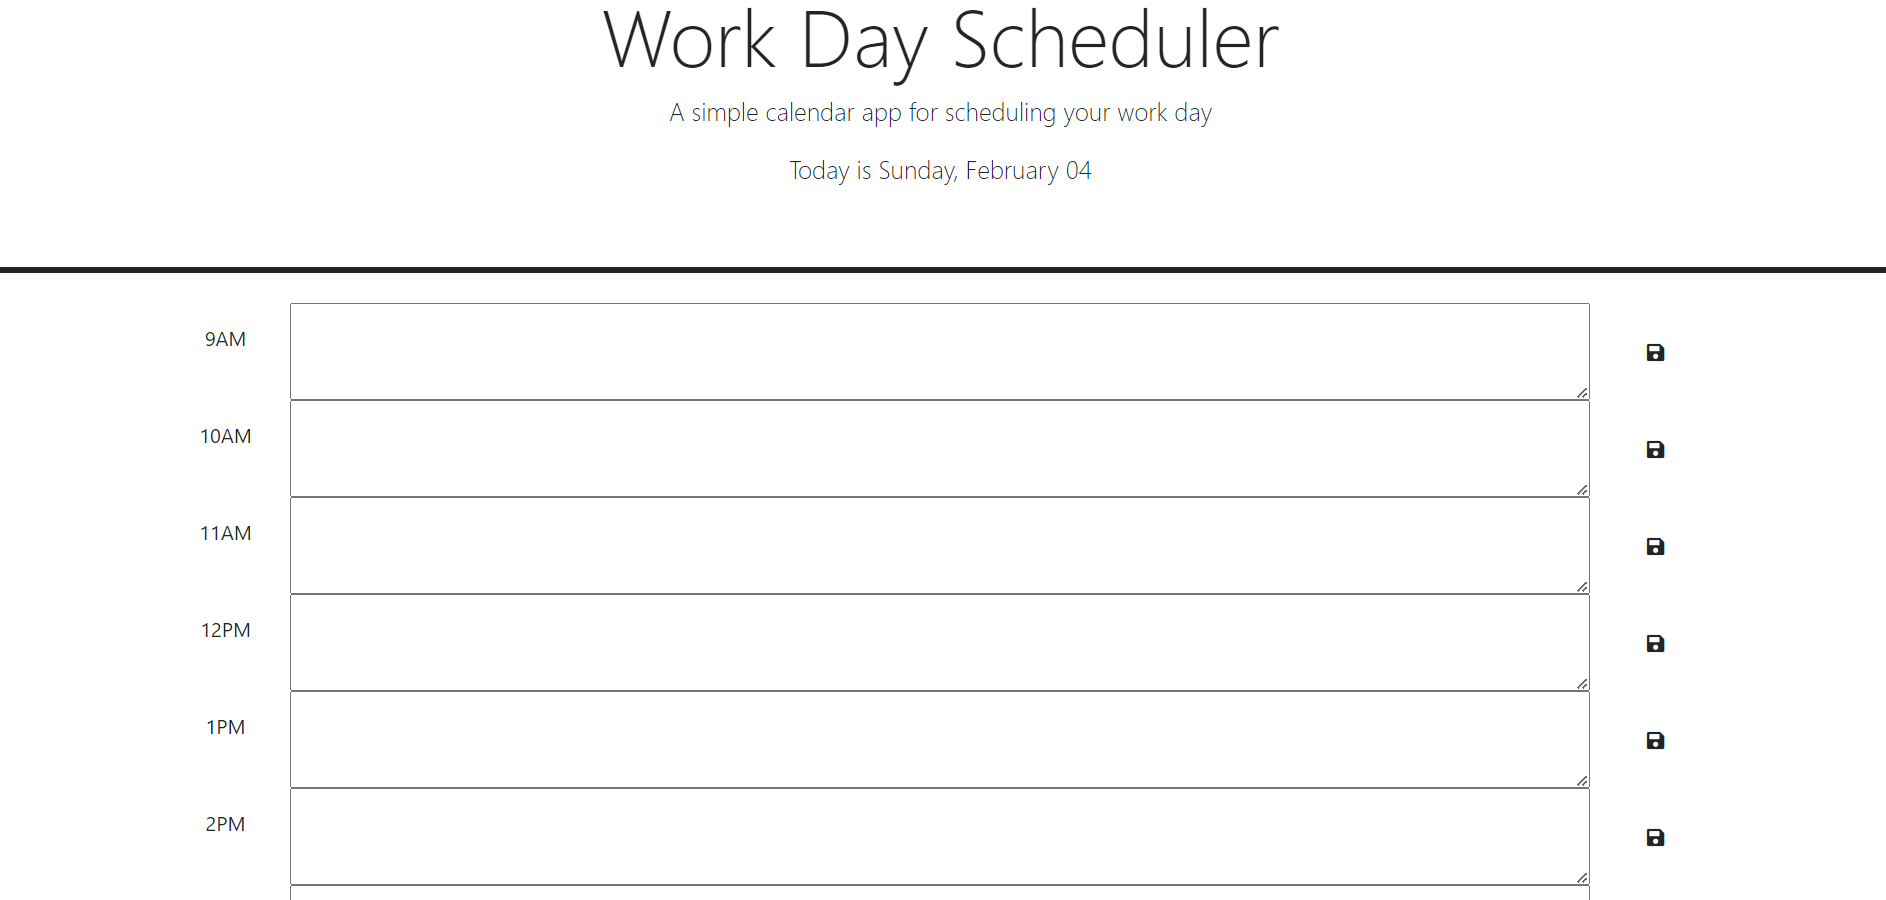 Work Day Scheduler
A simple calendar app for scheduling your work day
Today is Sunday, February 04
9AM
10AM
11AM
12PM
1PM
2PM